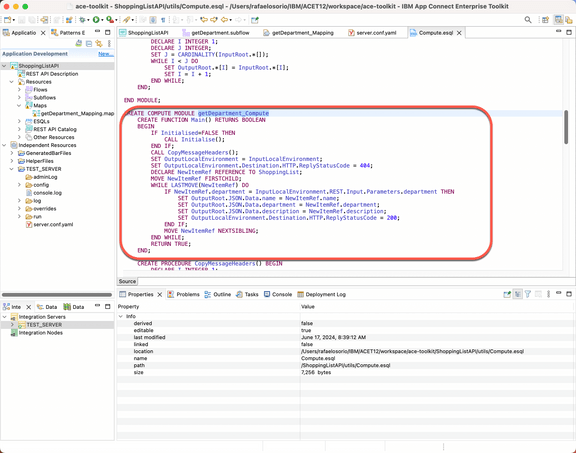 ace-toolkit - ShoppingListAPI/utils/Compute.esql - /Users/rafaelosorio/IBM/ACET12/workspace/ace-toolkit - IBM App Connect Enterprise Toolkit
Applicatio
Patterns E
Application Development
New...
ShoppingListAPI
REST API Description
Resources
Flows
Subflows
Maps
getDepartment_Mapping.map
ESQLs
REST API Catalog
Other Resources
Independent Resources
GeneratedBarFiles
HelperFiles
TEST_SERVER
adminLog
config
console.log
log
overrides
run
server.conf.yaml
Inte
Data
Data
Integration Servers
TEST_SERVER
Integration Nodes
ShoppingListAPI
getDepartment.subflow
getDepartment_Mapping
Compute.esql
DECLARE I INTEGER 1;
DECLARE J INTEGER;
SET J = CARDINALITY(InputRoot.*[]);
WHILE I < J DO
SET OutputRoot.*[I] = InputRoot.*[I];
SET I = I + 1;
END WHILE;
END;
END MODULE;
CREATE COMPUTE MODULE getDepartment_Compute
CREATE FUNCTION Main() RETURNS BOOLEAN
BEGIN
IF Initialised=FALSE THEN
CALL Initialise();
END IF;
CALL CopyMessageHeaders();
SET OutputLocalEnvironment = InputLocalEnvironment;
SET OutputLocalEnvironment.Destination.HTTP.ReplyStatusCode = 404;
DECLARE NewItemRef REFERENCE TO ShoppingList;
MOVE NewItemRef FIRSTCHILD;
WHILE LASTMOVE(NewItemRef) DO
IF NewItemRef.department = InputLocalEnvironment.REST.Input.Parameters.department THEN
SET OutputRoot.JSON.Data.name = NewItemRef.name;
SET OutputRoot.JSON.Data.department = NewItemRef.department;
SET OutputRoot.JSON.Data.description = NewItemRef.description;
SET OutputLocalEnvironment.Destination.HTTP.ReplyStatusCode = 200;
END IF;
MOVE NewItemRef NEXTSIBLING;
END WHILE;
RETURN TRUE;
END;
CREATE PROCEDURE CopyMessageHeaders() BEGIN
DECLARE I INTEGER 1;
Source
Properties
Problems
Outline
Tasks
Console
Deployment Log
Property
Value
Info
derived
false
editable
true
last modified
June 17, 2024, 8:39:12 AM
linked
false
location
/Users/rafaelosorio/IBM/ACET12/workspace/ace-toolkit/ShoppingListAPI/utils/Compute.esql
name
Compute.esql
path
/ShoppingListAPI/utils/Compute.esql
size
7,256 bytes